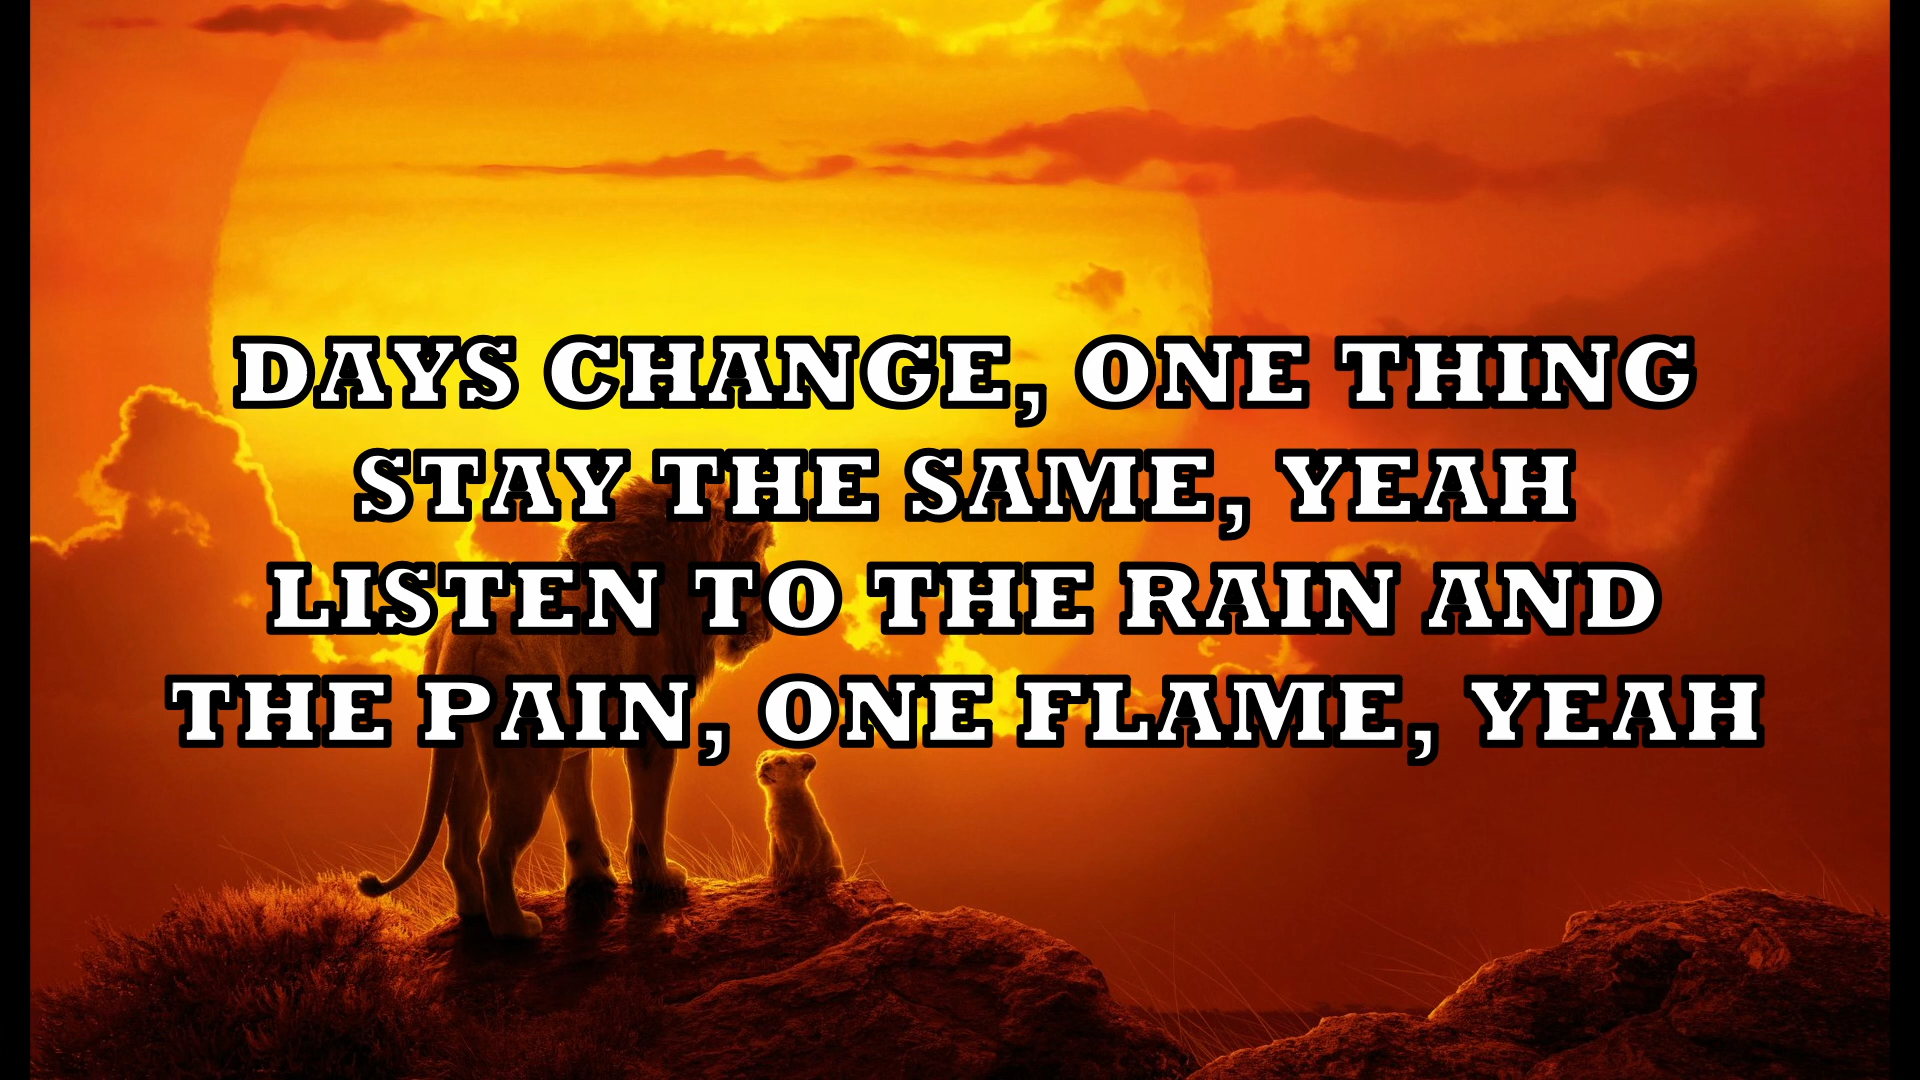 DAYS CHANGE, ONE THING
STAY THE SAME, YEAH
LISTEN TO THE RAIN AND
THE PAIN, ONE FLAME, YEAH